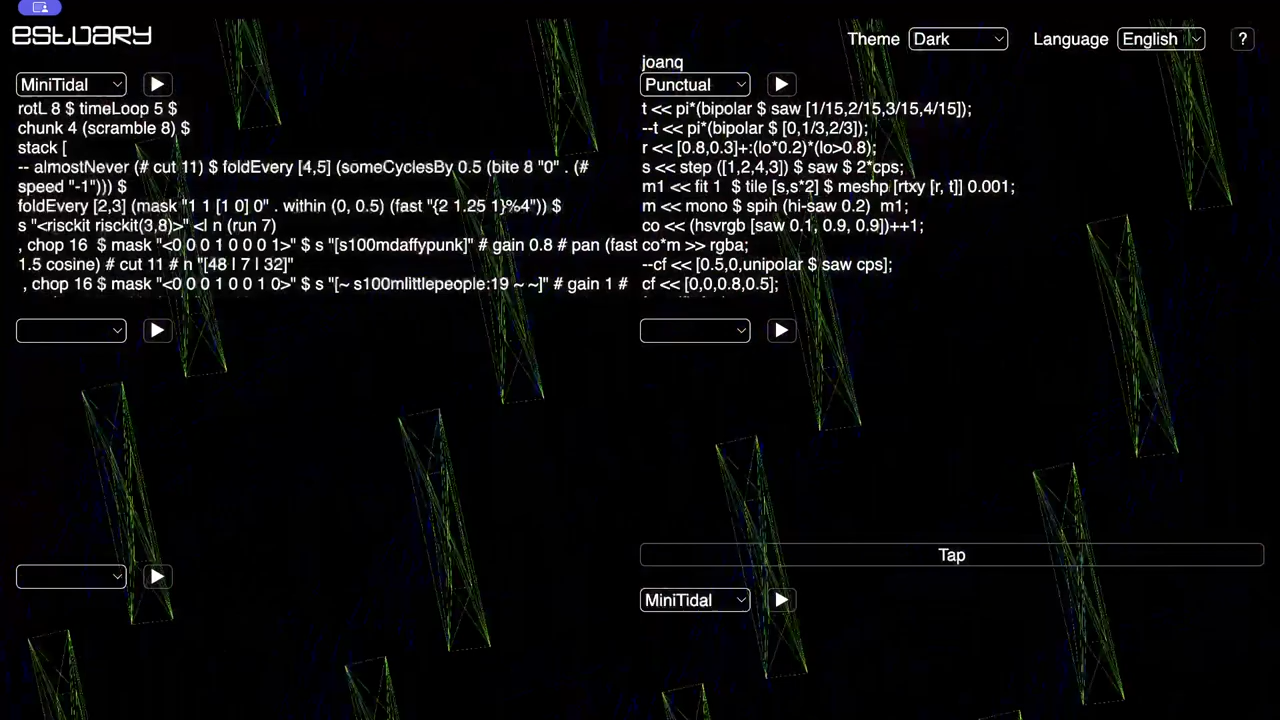 estuary
Theme Dark Language English ?
MiniTidal
rotL 8 $ timeLoop 5 $
chunk 4 (scramble 8) $
stack [
-- almostNever (# cut 11) $ foldEvery [4,5] (someCyclesBy 0.5 (bite 8 "0" . (#
speed "-1"))) $
foldEvery [2,3] (mask "1 1 [1 0] 0" . within (0, 0.5) (fast "{2 1.25 1}%4")) $
s "<risckit risckit(3,8)>" <| n (run 7)
, chop 16  $ mask "<0 0 0 1 0 0 0 1>" $ s "[s100mdaffypunk]" # gain 0.8 # pan (fast
1.5 cosine) # cut 11 # n "[48 | 7 | 32]"
, chop 16 $ mask "<0 0 0 1 0 0 1 0>" $ s "[~ s100mlittlepeople:19 ~ ~]" # gain 1 #
joanq
Punctual
t << pi*(bipolar $ saw [1/15,2/15,3/15,4/15]);
--t << pi*(bipolar $ [0,1/3,2/3]);
r << [0.8,0.3]+:(lo*0.2)*(lo>0.8);
s << step ([1,2,4,3]) $ saw $ 2*cps;
m1 << fit 1  $ tile [s,s*2] $ meshp [rtxy [r, t]] 0.001;
m << mono $ spin (hi-saw 0.2)  m1;
co << (hsvrgb [saw 0.1, 0.9, 0.9])++1;
co*m >> rgba;
--cf << [0.5,0,unipolar $ saw cps];
cf << [0,0,0.8,0.5];
Tap
MiniTidal